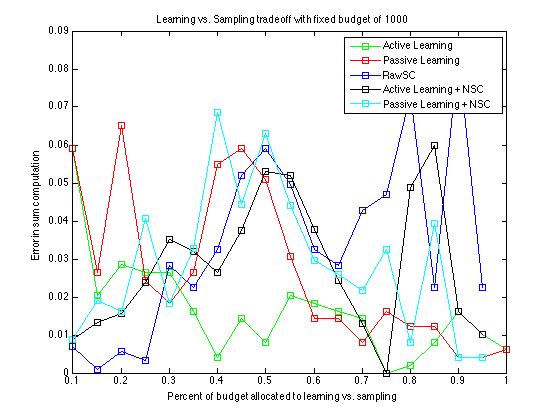 Learning vs. Sampling tradeoff with fixed budget of 1000
0.09
0.08
0.07
0.06
0.05
0.04
0.03
0.02
0.01
0
Error in sum computation
Active Learning
Passive Learning
RawSC
Active Learning + NSC
Passive Learning + NSC
0.1 0.2 0.3 0.4 0.5 0.6 0.7 0.8 0.9 1
Percent of budget allocated to learning vs. sampling